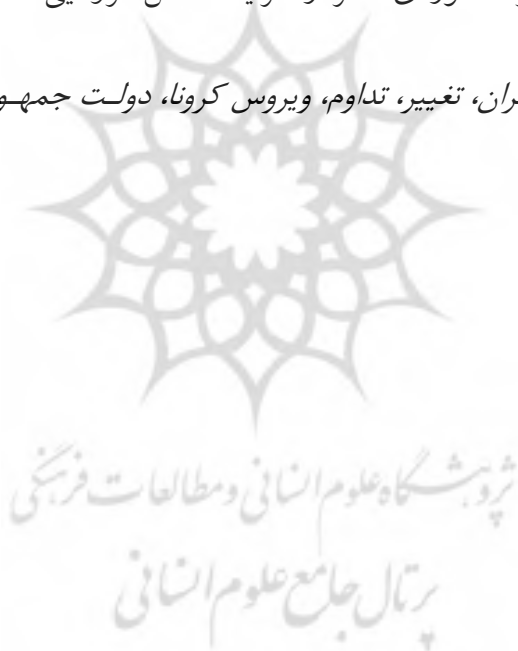 ران، تغییر، تداوم، ویروس کرونا، دولت جمهو
پژوهشگاه علوم انسانی و مطالعات فرهنگی
پرتال جامع علوم انسانی